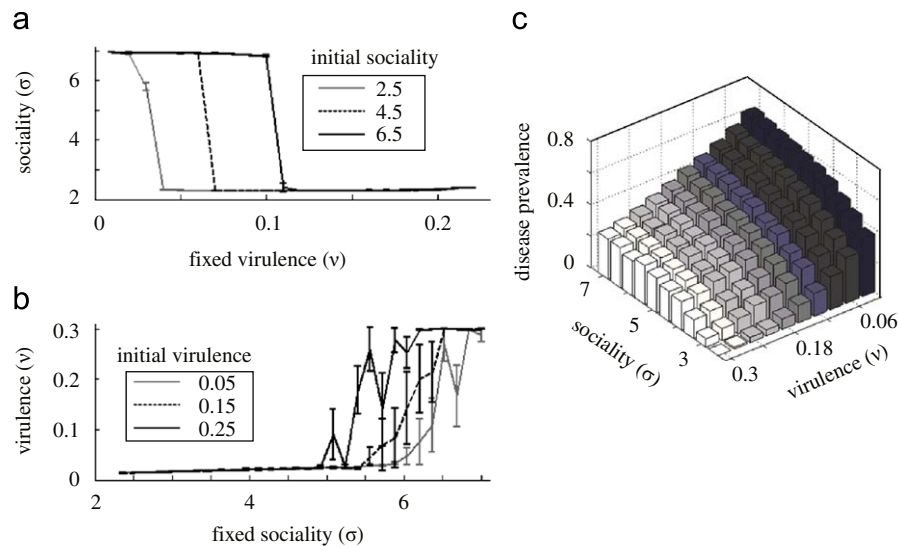 a
sociality (σ)
6
4
2
0
0.1
0.2
fixed virulence (ν)
initial sociality
2.5
4.5
6.5
b
virulence (ν)
0.3
0.2
0.1
0
2
4
6
fixed sociality (σ)
initial virulence
0.05
0.15
0.25
c
disease prevalence
0.8
0.4
0
7
5
3
sociality (σ)
0.3
0.18
0.06
virulence (ν)